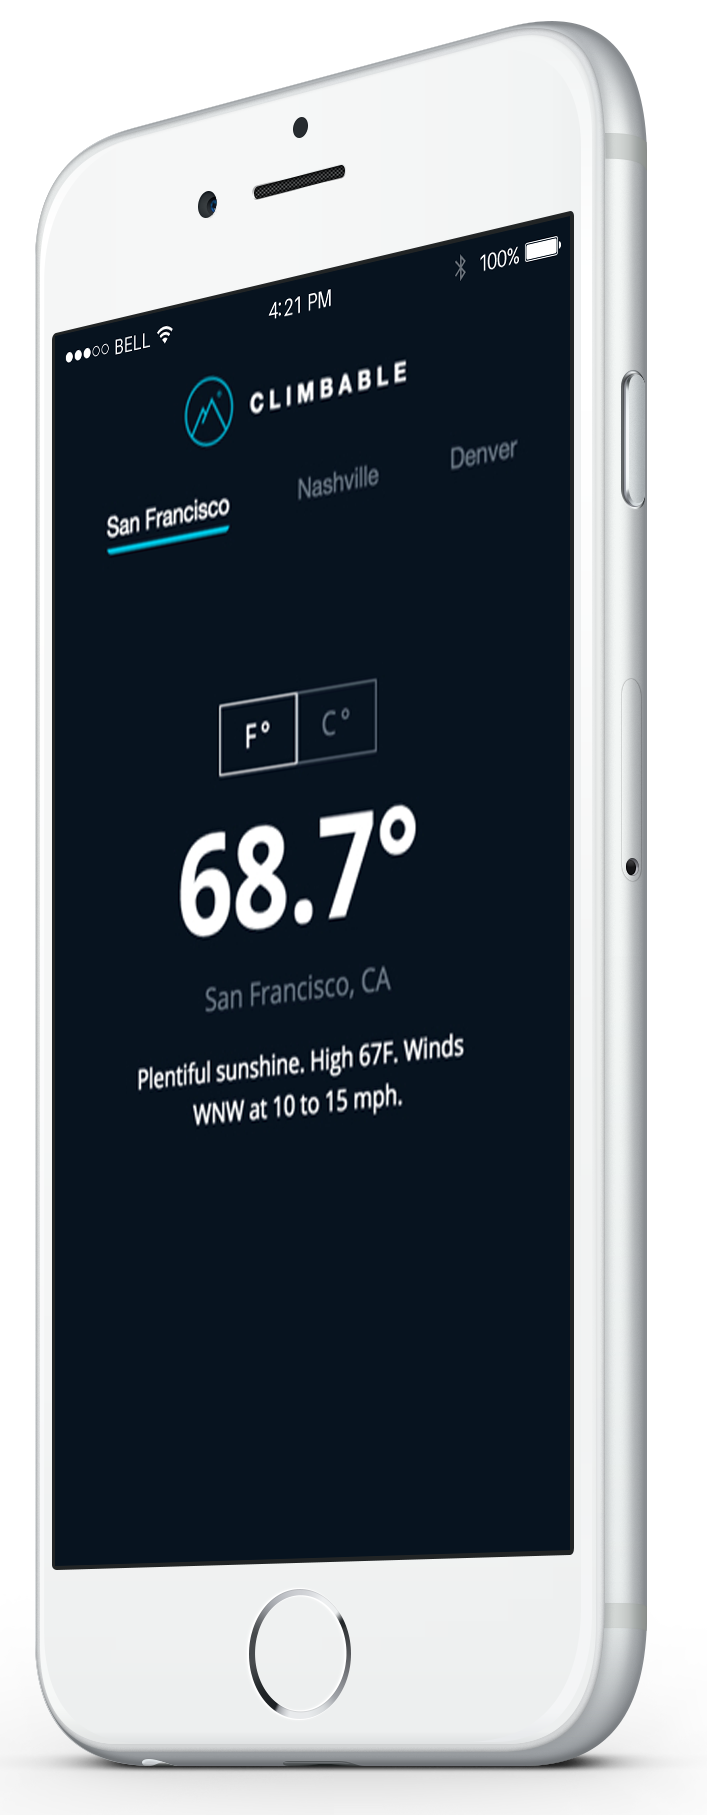 BELL 4:21 PM 100%
CLIMBABLE
San Francisco Nashville Denver
F° C°
68.7°
San Francisco, CA
Plentiful sunshine. High 67F. Winds
WNW at 10 to 15 mph.